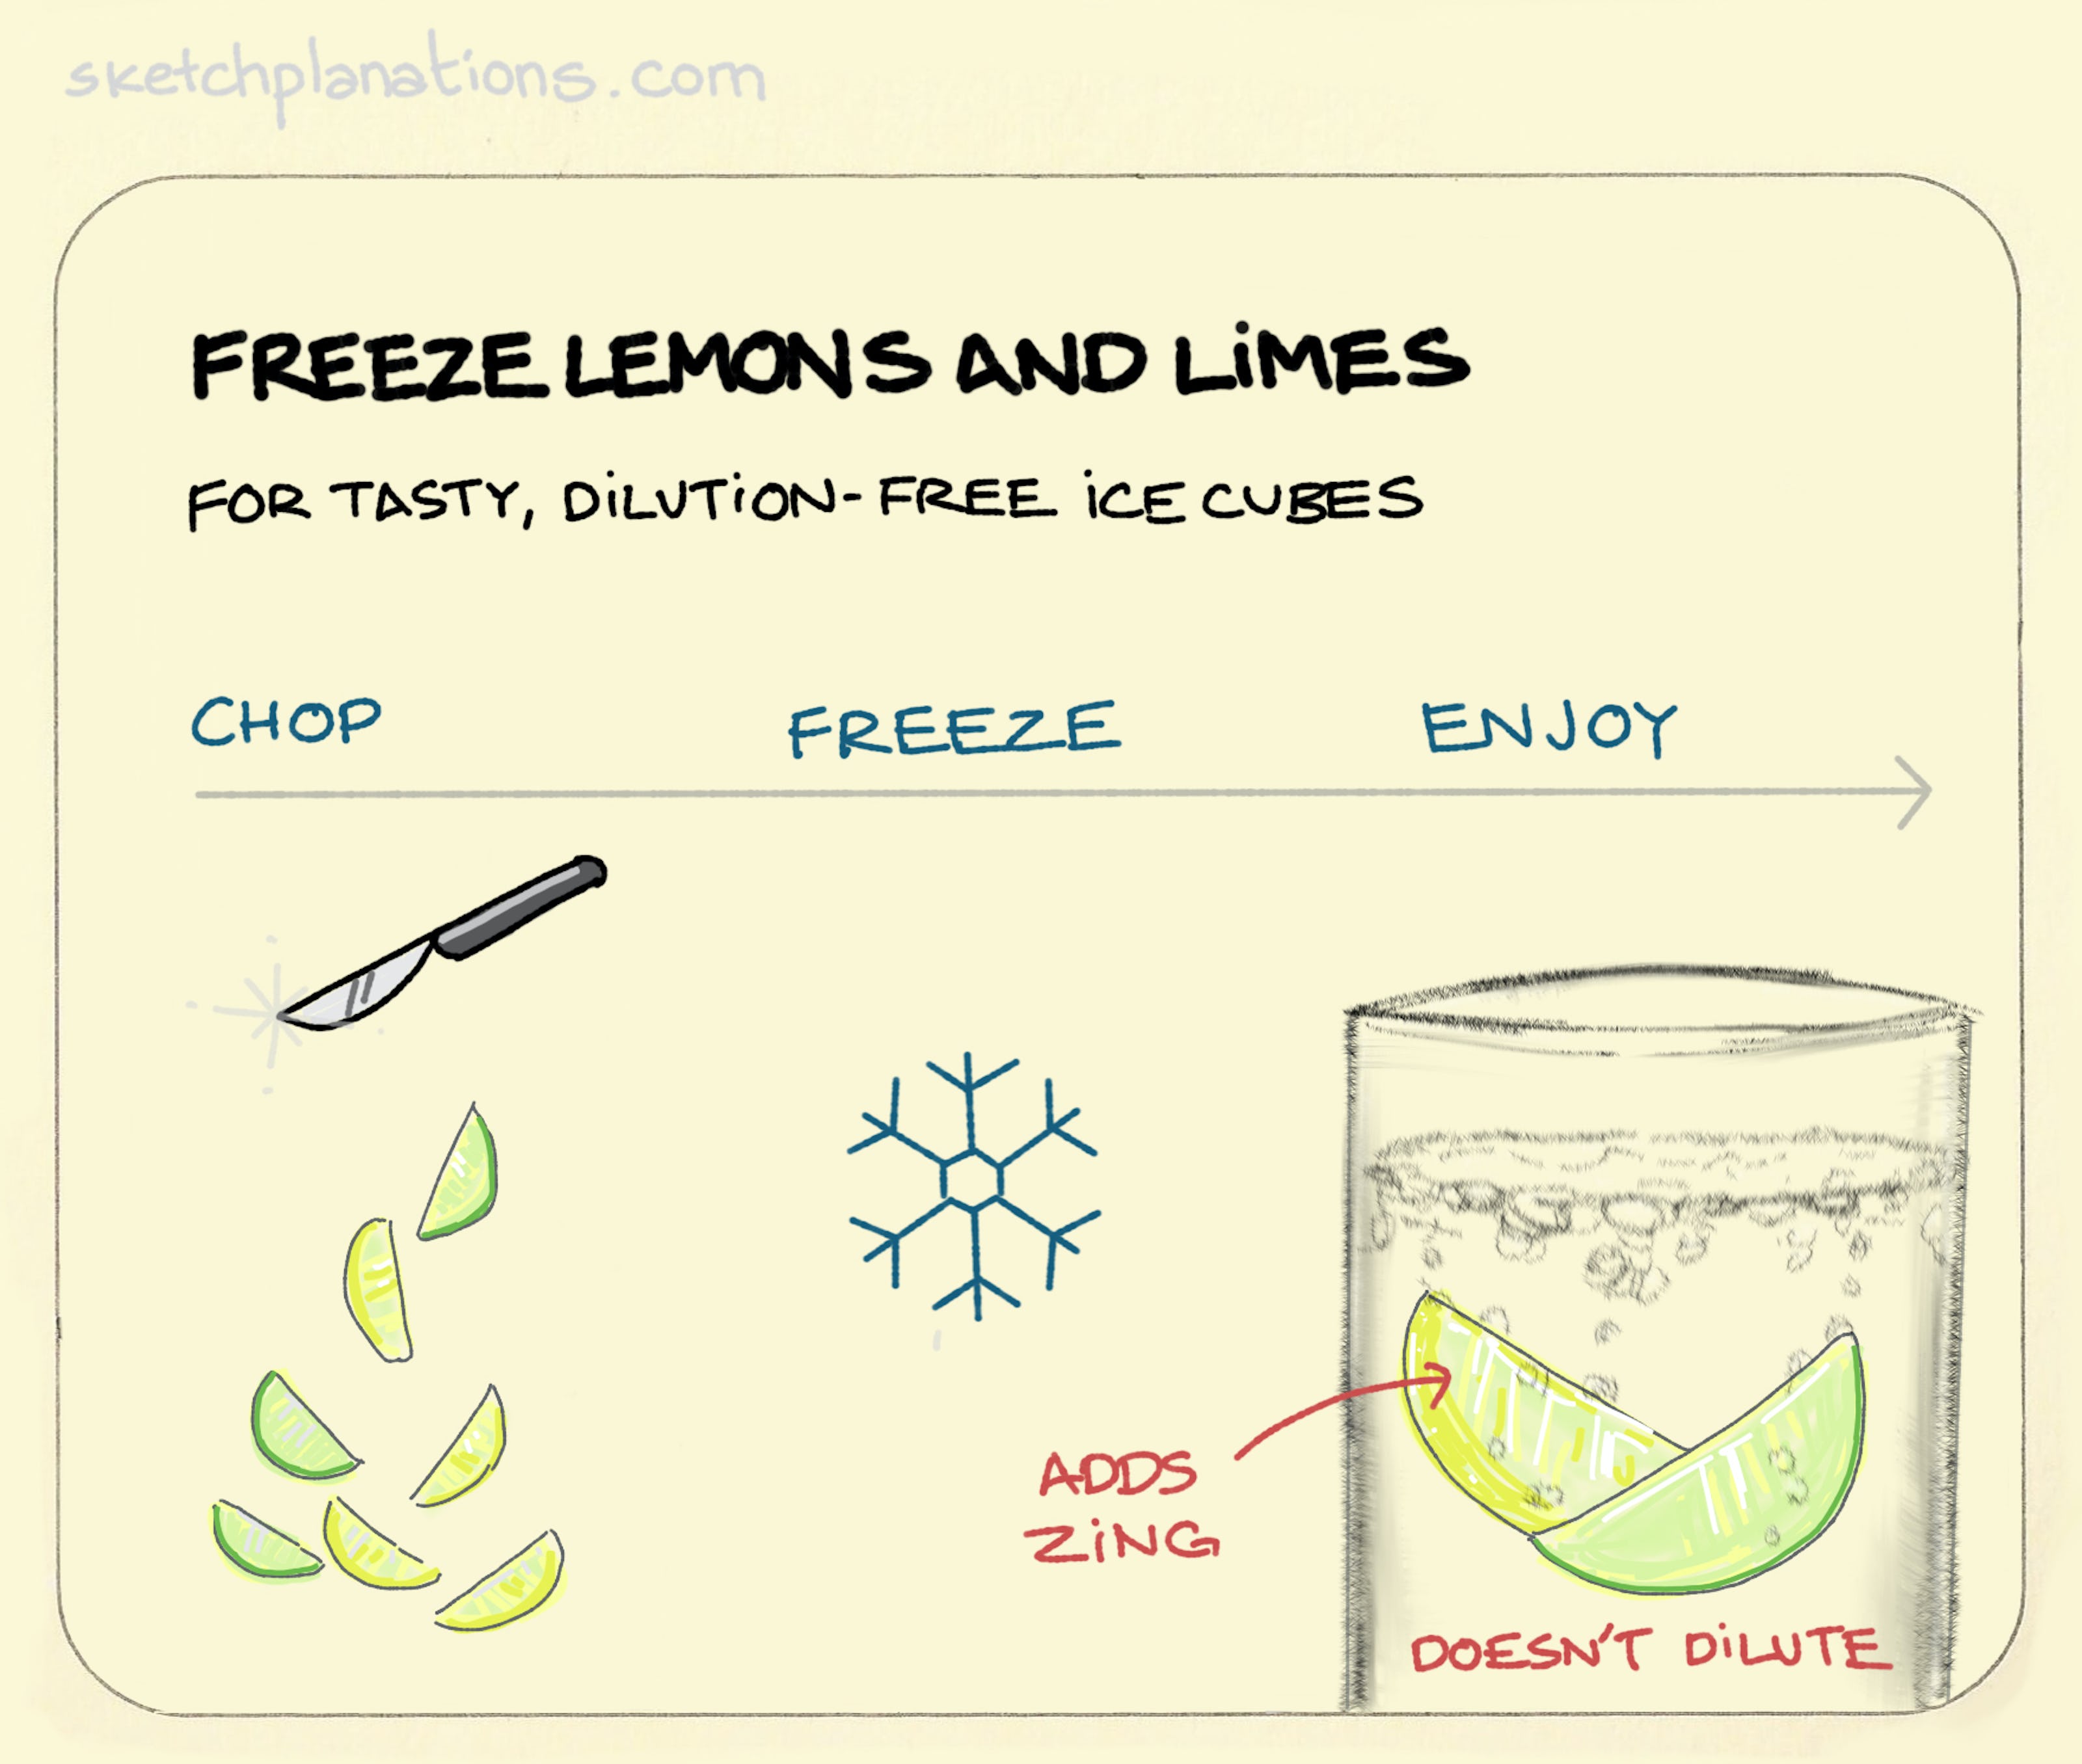 sketchplanations.com
FREEZE LEMONS AND LiMES
FOR TASTY, DiLUTiON-FREE iCE CUBES
CHOP
FREEZE
ENJOY
ADDS
ZiNG
DOESN'T DiLUTE